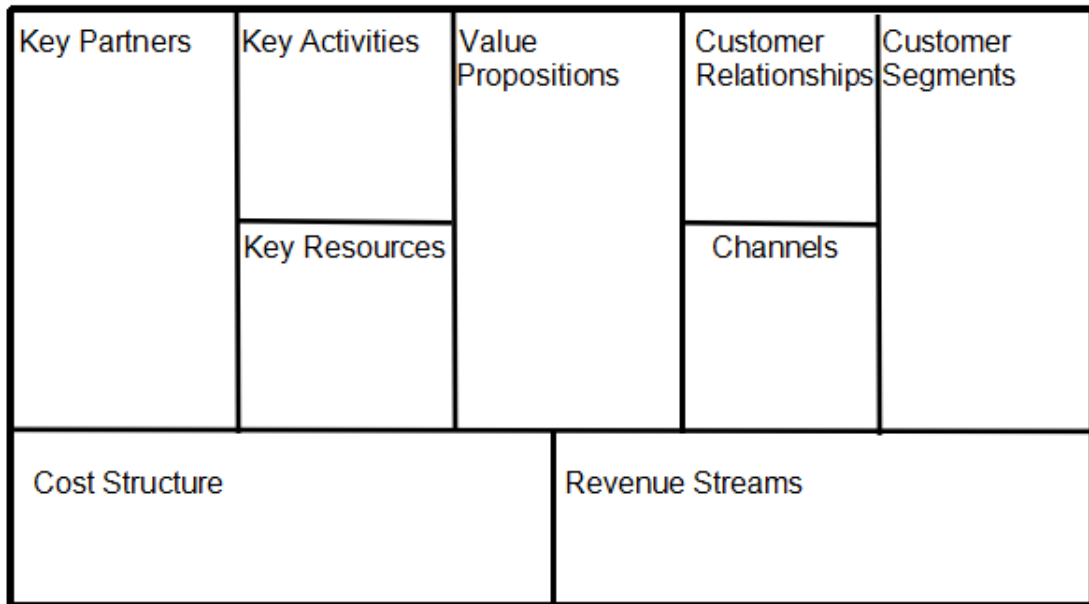 Key Partners
Key Activities
Value
Propositions
Customer
Relationships
Customer
Segments
Key Resources
Channels
Cost Structure
Revenue Streams